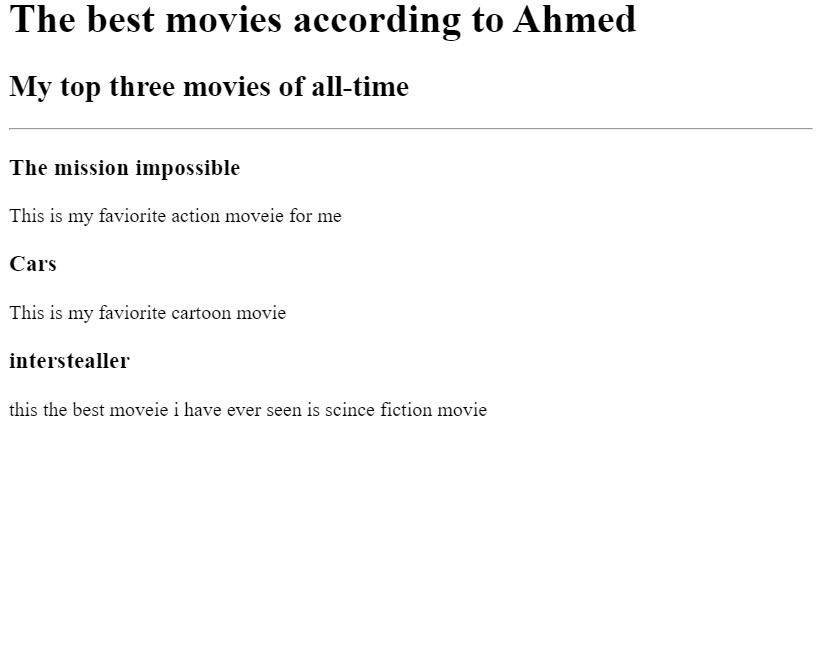 The best movies according to Ahmed
My top three movies of all-time
The mission impossible
This is my faviorite action moveie for me
Cars
This is my faviorite cartoon movie
interstealler
this the best moveie i have ever seen is scince fiction movie